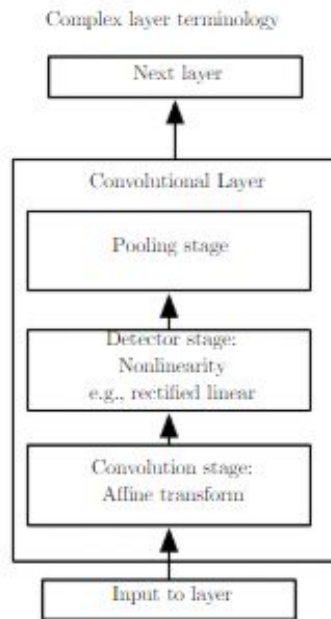 Complex layer terminology
Next layer
Convolutional Layer
Pooling stage
Detector stage:
Nonlinearity
e.g., rectified linear
Convolution stage:
Affine transform
Input to layer